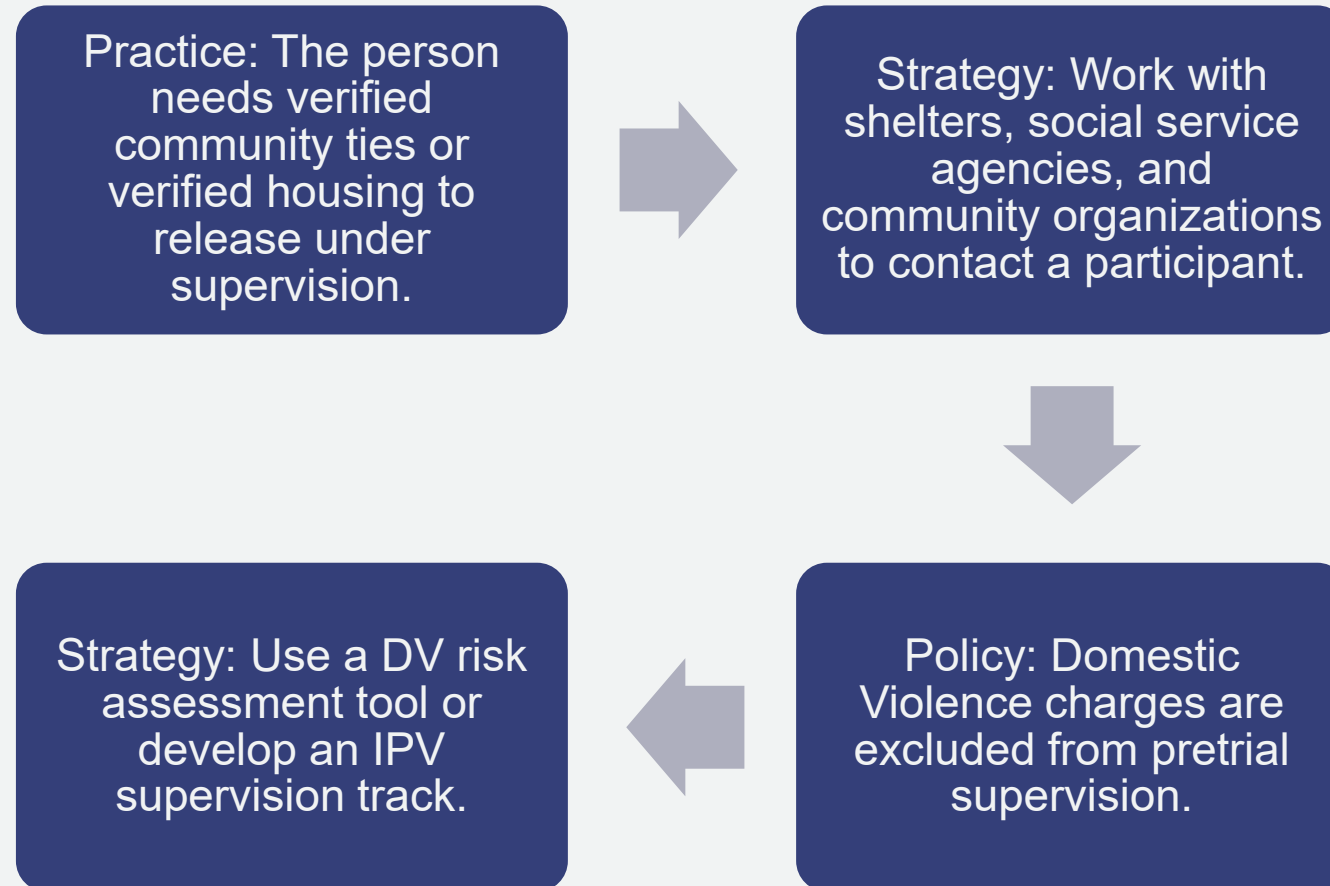 Practice: The person
needs verified
community ties or
verified housing to
release under
supervision.
Strategy: Work with
shelters, social service
agencies, and
community organizations
to contact a participant.
Policy: Domestic
Violence charges are
excluded from pretrial
supervision.
Strategy: Use a DV risk
assessment tool or
develop an IPV
supervision track.